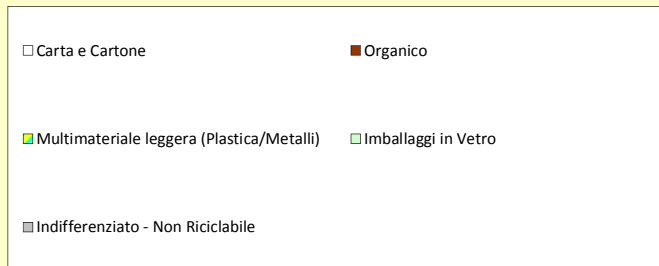 Carta e Cartone
Organico
Multimateriale leggera (Plastica/Metalli)
Imballaggi in Vetro
Indifferenziato - Non Riciclabile